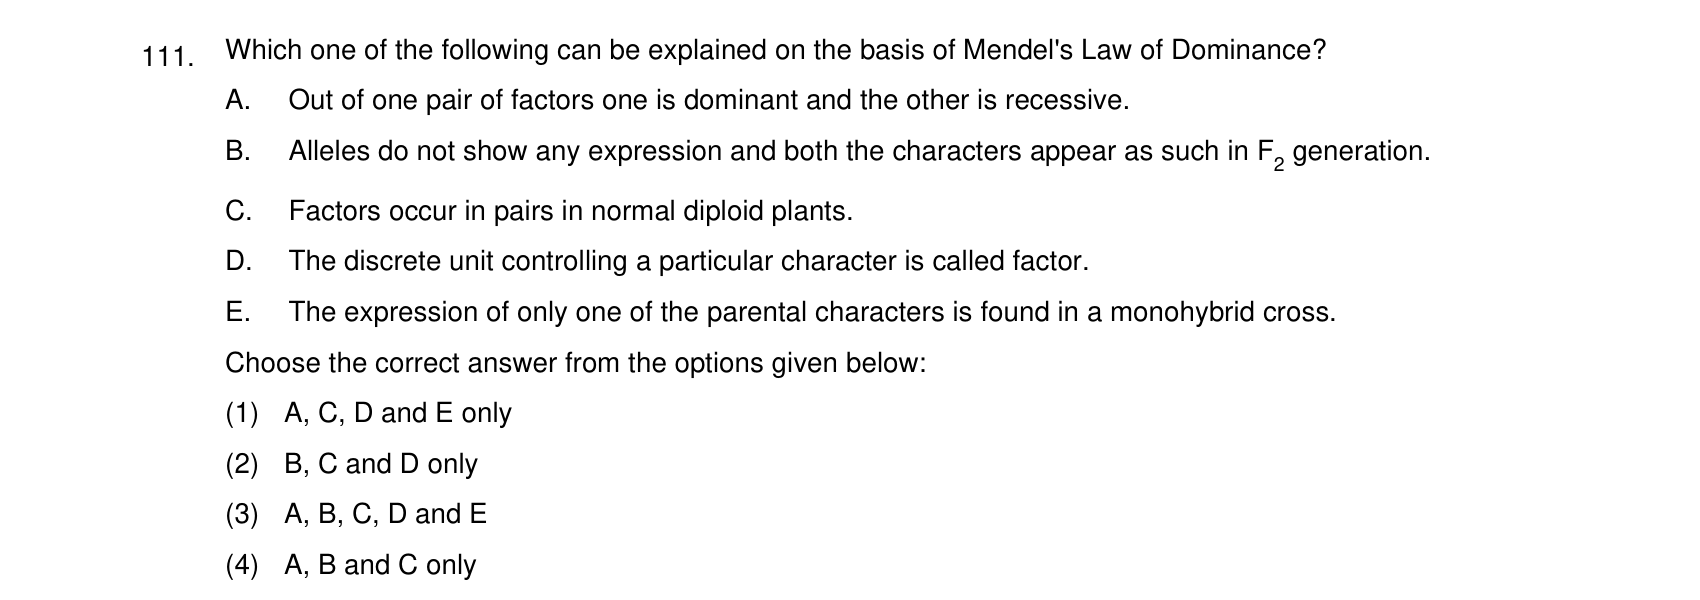 111. Which one of the following can be explained on the basis of Mendel's Law of Dominance?
A. Out of one pair of factors one is dominant and the other is recessive.
B. Alleles do not show any expression and both the characters appear as such in F₂ generation.
C. Factors occur in pairs in normal diploid plants.
D. The discrete unit controlling a particular character is called factor.
E. The expression of only one of the parental characters is found in a monohybrid cross.
Choose the correct answer from the options given below:
(1) A, C, D and E only
(2) B, C and D only
(3) A, B, C, D and E
(4) A, B and C only